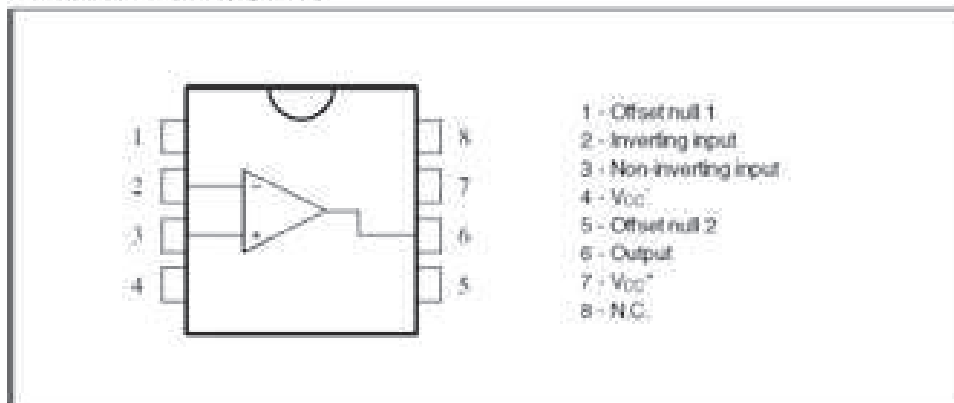 1
2
3
4
8
7
6
5
-
+
1 - Offset null 1
2 - Inverting input
3 - Non-inverting input
4 - VCC-
5 - Offset null 2
6 - Output
7 - VCC+
8 - N.C.